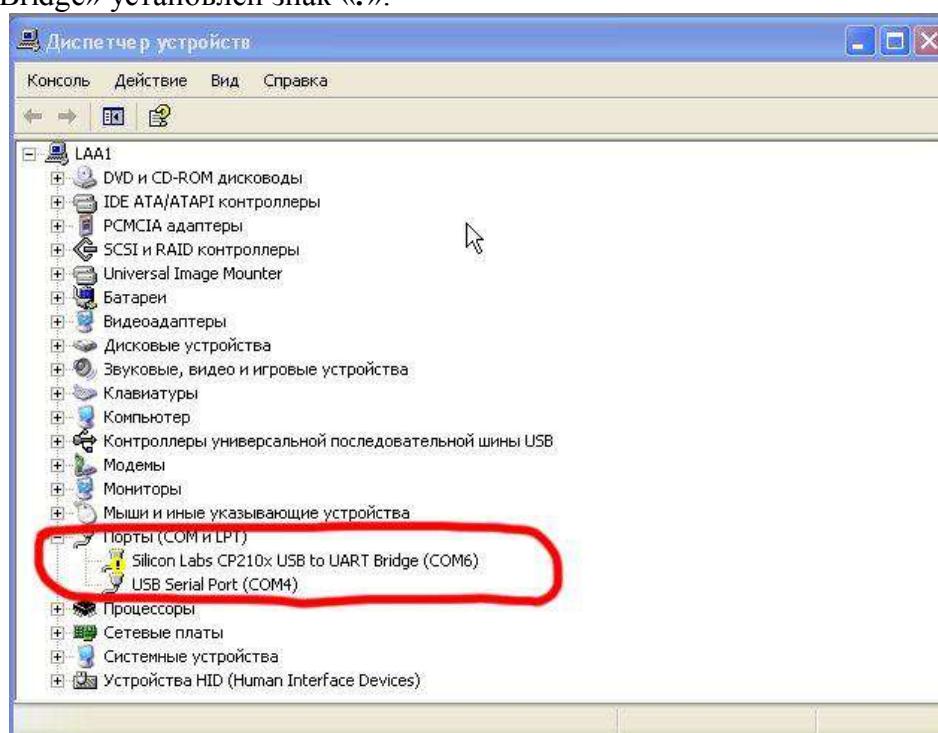 Bridge» установлен знак «!».
Диспетчер устройств
Консоль Действие Вид Справка
LAA1
DVD и CD-ROM дисководы
IDE ATA/ATAPI контроллеры
PCMCIA адаптеры
SCSI и RAID контроллеры
Universal Image Mounter
Батареи
Видеоадаптеры
Дисковые устройства
Звуковые, видео и игровые устройства
Клавиатуры
Компьютер
Контроллеры универсальной последовательной шины USB
Модемы
Мониторы
Мыши и иные указывающие устройства
Порты (COM и LPT)
Silicon Labs CP210x USB to UART Bridge (COM6)
USB Serial Port (COM4)
Процессоры
Сетевые платы
Системные устройства
Устройства HID (Human Interface Devices)